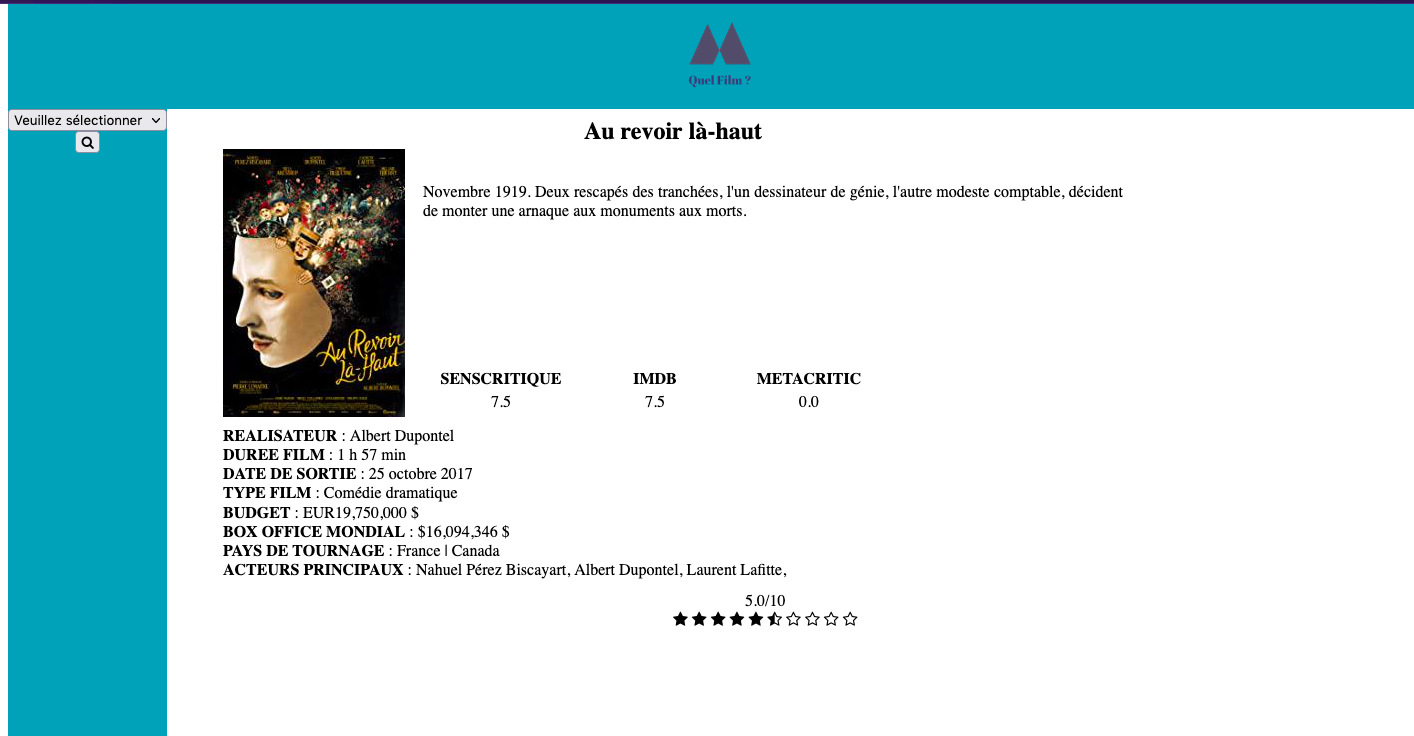 Quel Film ?
Veuillez sélectionner
Au revoir là-haut
Novembre 1919. Deux rescapés des tranchées, l'un dessinateur de génie, l'autre modeste comptable, décident
de monter une arnaque aux monuments aux morts.
Au Revoir
Là-Haut
SENSCRITIQUE IMDB METACRITIC
7.5 7.5 0.0
REALISATEUR : Albert Dupontel
DUREE FILM : 1 h 57 min
DATE DE SORTIE : 25 octobre 2017
TYPE FILM : Comédie dramatique
BUDGET : EUR19,750,000 $
BOX OFFICE MONDIAL : $16,094,346 $
PAYS DE TOURNAGE : France | Canada
ACTEURS PRINCIPAUX : Nahuel Pérez Biscayart, Albert Dupontel, Laurent Lafitte,
5.0/10